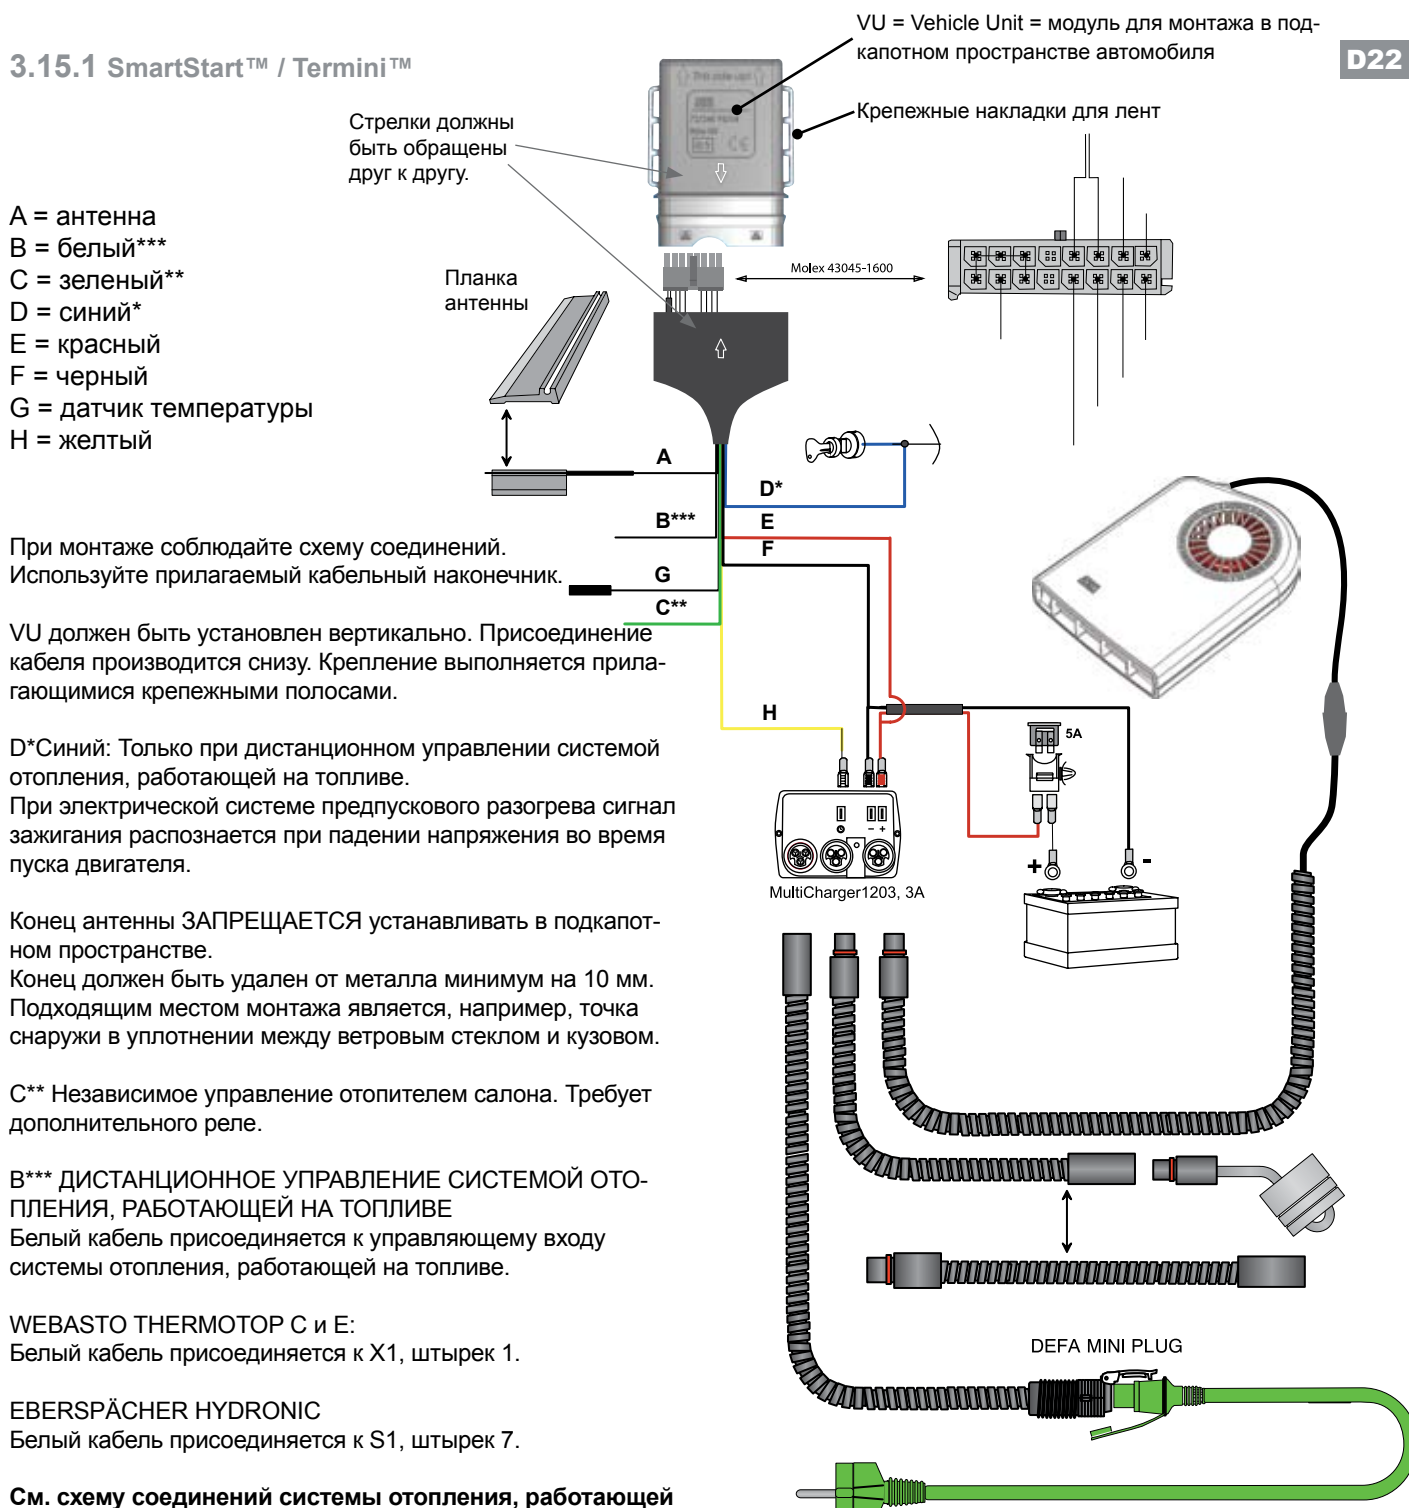 VU = Vehicle Unit = модуль для монтажа в под-
капотном пространстве автомобиля
3.15.1 SmartStart™ / Termini™
D22
Крепежные накладки для лент
Стрелки должны
быть обращены
друг к другу.
A = антенна
B = белый***
C = зеленый**
D = синий*
E = красный
F = черный
G = датчик температуры
H = желтый
Планка
антенны
Molex 43045-1600
A
D*
B***
E
F
G
C**
H
При монтаже соблюдайте схему соединений.
Используйте прилагаемый кабельный наконечник.
VU должен быть установлен вертикально. Присоединение
кабеля производится снизу. Крепление выполняется прила-
гающимися крепежными полосами.
D*Синий: Только при дистанционном управлении системой
отопления, работающей на топливе.
При электрической системе предпускового разогрева сигнал
зажигания распознается при падении напряжения во время
пуска двигателя.
5A
- +
+ -
MultiCharger1203, 3A
Конец антенны ЗАПРЕЩАЕТСЯ устанавливать в подкапот-
ном пространстве.
Конец должен быть удален от металла минимум на 10 мм.
Подходящим местом монтажа является, например, точка
снаружи в уплотнении между ветровым стеклом и кузовом.
C** Независимое управление отопителем салона. Требует
дополнительного реле.
B*** ДИСТАНЦИОННОЕ УПРАВЛЕНИЕ СИСТЕМОЙ ОТО-
ПЛЕНИЯ, РАБОТАЮЩЕЙ НА ТОПЛИВЕ
Белый кабель присоединяется к управляющему входу
системы отопления, работающей на топливе.
WEBASTO THERMOTOP C и E:
Белый кабель присоединяется к X1, штырек 1.
DEFA MINI PLUG
EBERSPÄCHER HYDRONIC
Белый кабель присоединяется к S1, штырек 7.
См. схему соединений системы отопления, работающей